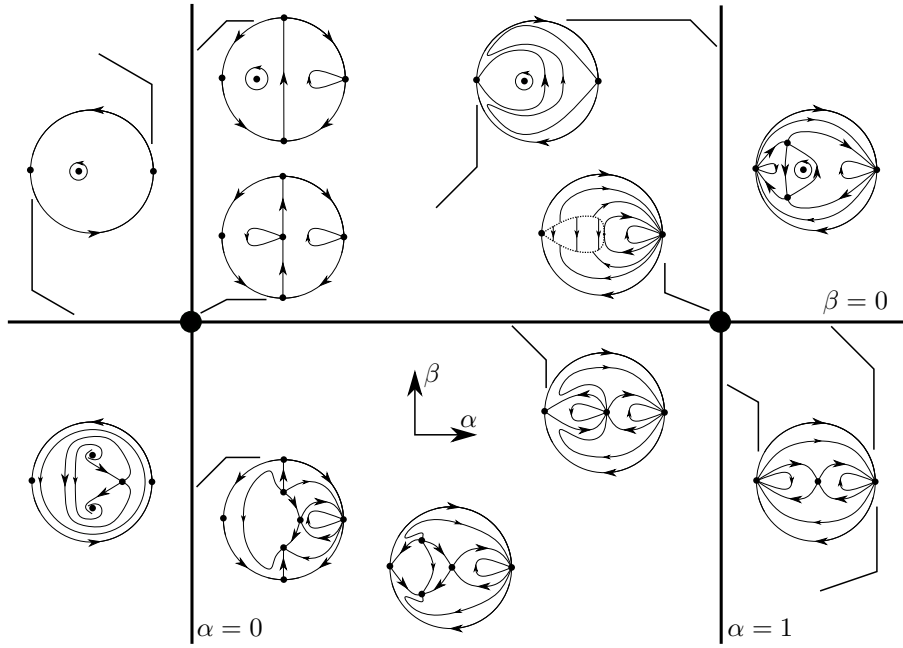 β = 0
β
α
α = 0
α = 1